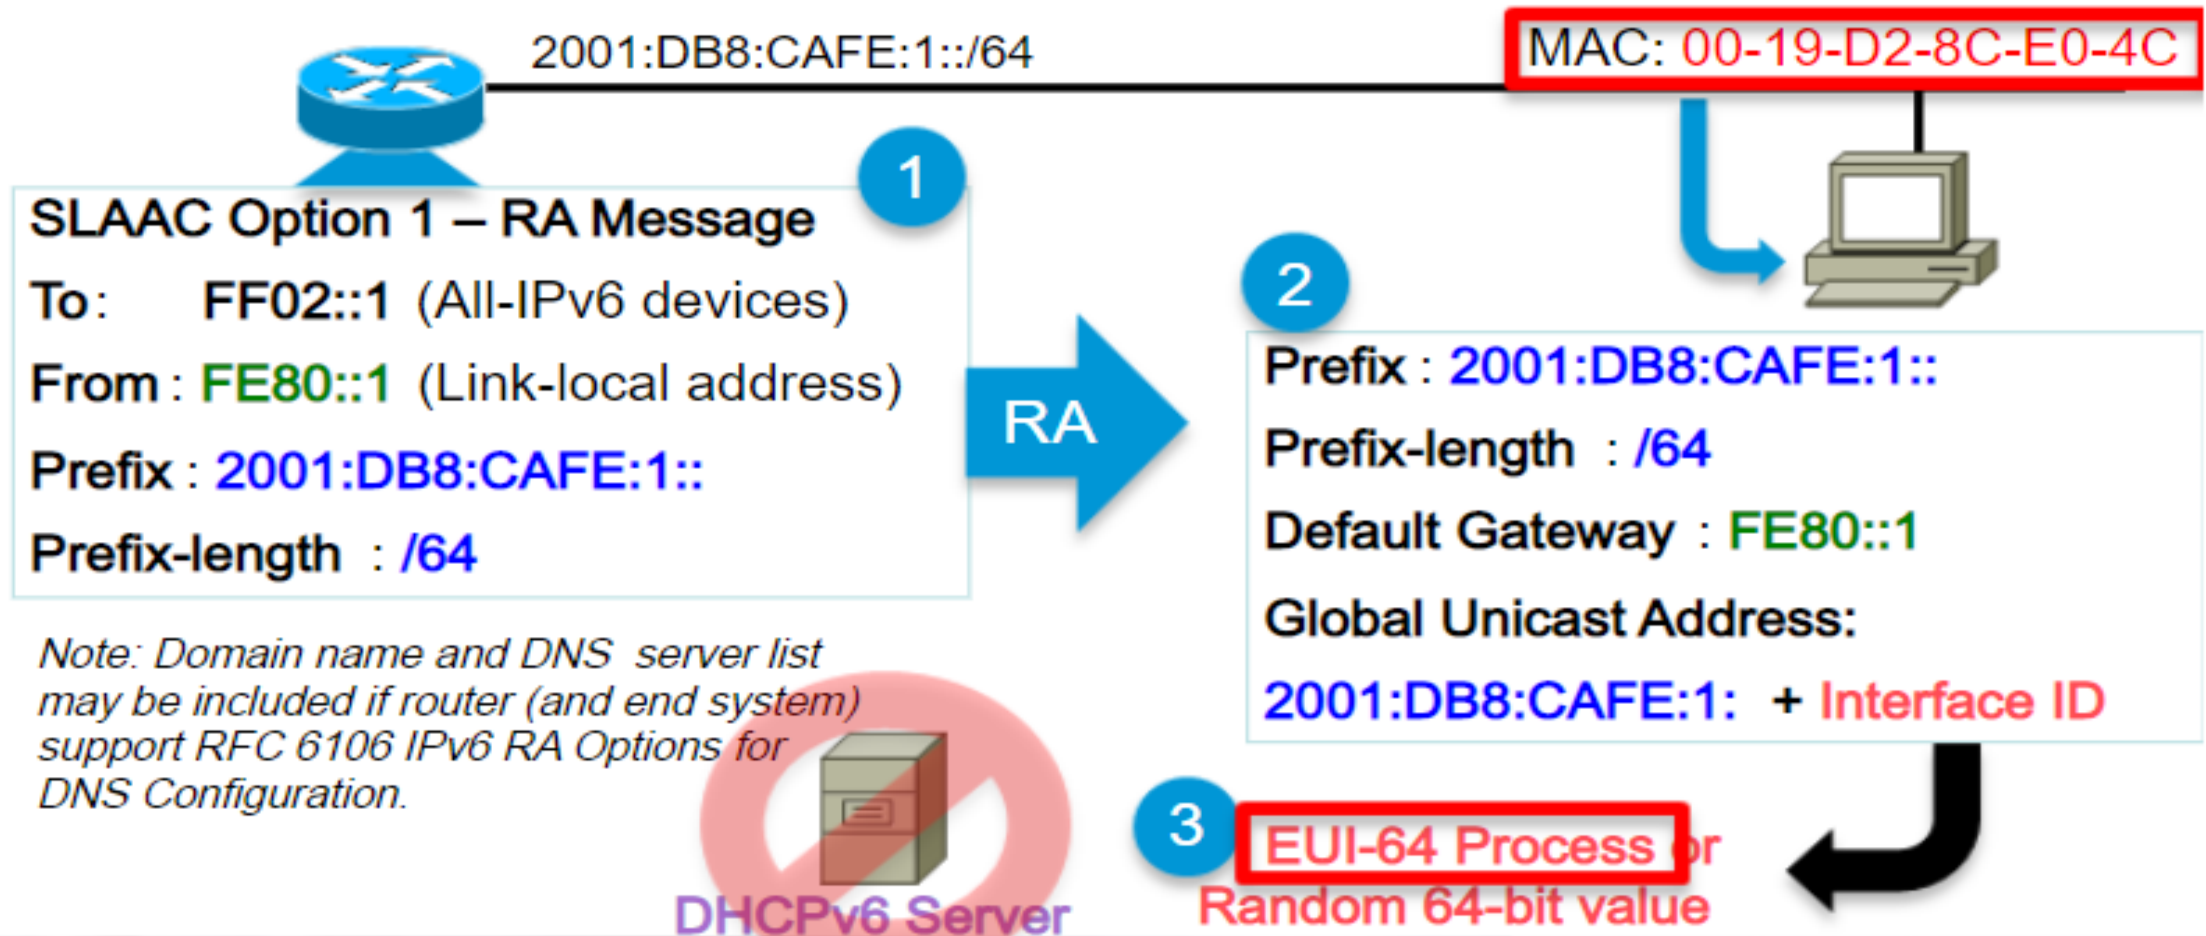 2001:DB8:CAFE:1::/64
MAC: 00-19-D2-8C-E0-4C
1
SLAAC Option 1 – RA Message
To: FF02::1 (All-IPv6 devices)
From : FE80::1 (Link-local address)
Prefix : 2001:DB8:CAFE:1::
Prefix-length : /64
RA
2
Prefix : 2001:DB8:CAFE:1::
Prefix-length : /64
Default Gateway : FE80::1
Global Unicast Address:
2001:DB8:CAFE:1: + Interface ID
Note: Domain name and DNS server list
may be included if router (and end system)
support RFC 6106 IPv6 RA Options for
DNS Configuration.
DHCPv6 Server
3
EUI-64 Process or
Random 64-bit value